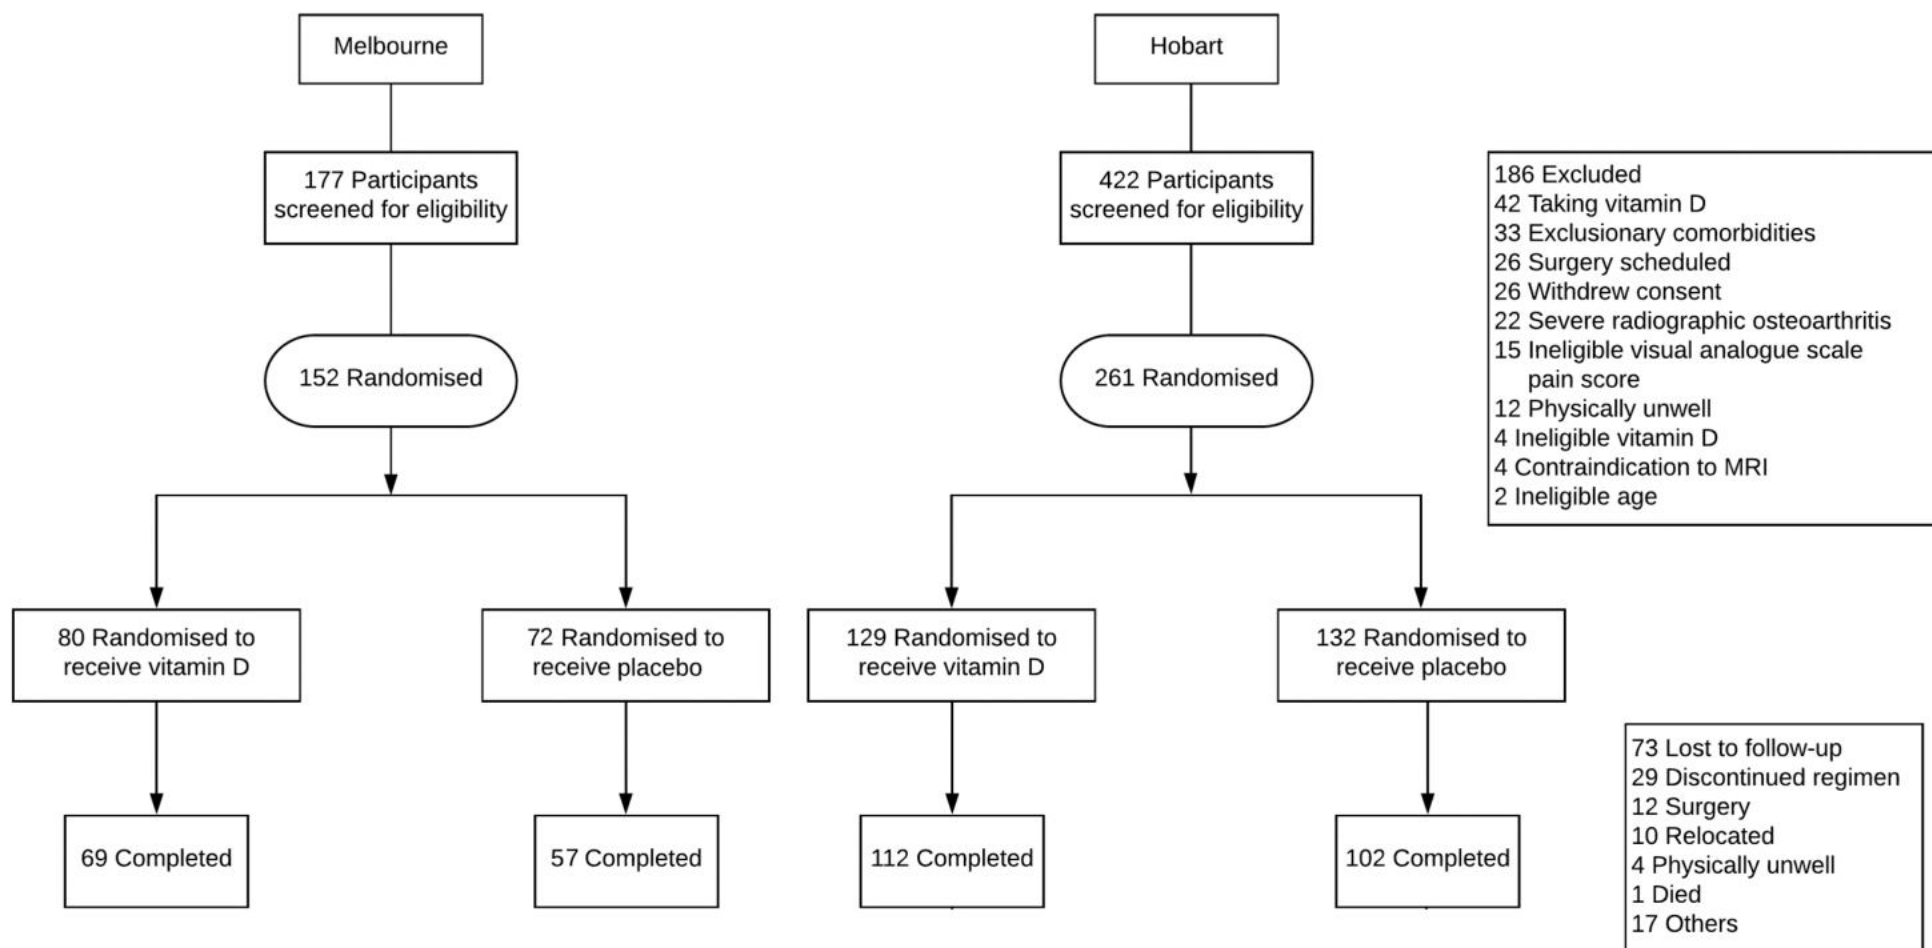 Melbourne
Hobart
177 Participants
screened for eligibility
422 Participants
screened for eligibility
186 Excluded
42 Taking vitamin D
33 Exclusionary comorbidities
26 Surgery scheduled
26 Withdrew consent
22 Severe radiographic osteoarthritis
15 Ineligible visual analogue scale
pain score
12 Physically unwell
4 Ineligible vitamin D
4 Contraindication to MRI
2 Ineligible age
152 Randomised
261 Randomised
80 Randomised to
receive vitamin D
72 Randomised to
receive placebo
129 Randomised to
receive vitamin D
132 Randomised to
receive placebo
73 Lost to follow-up
29 Discontinued regimen
12 Surgery
10 Relocated
4 Physically unwell
1 Died
17 Others
69 Completed
57 Completed
112 Completed
102 Completed